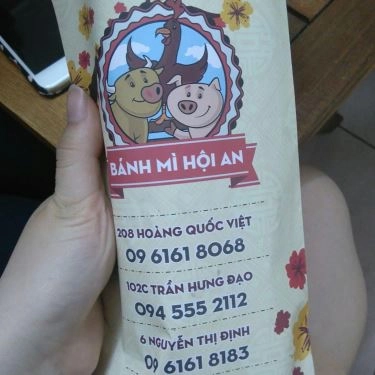 BÁNH MÌ HỘI AN
208 HOÀNG QUỐC VIỆT
09 6161 8068
102C TRẦN HƯNG ĐẠO
094 555 2112
6 NGUYỄN THỊ ĐỊNH
09 6161 8183